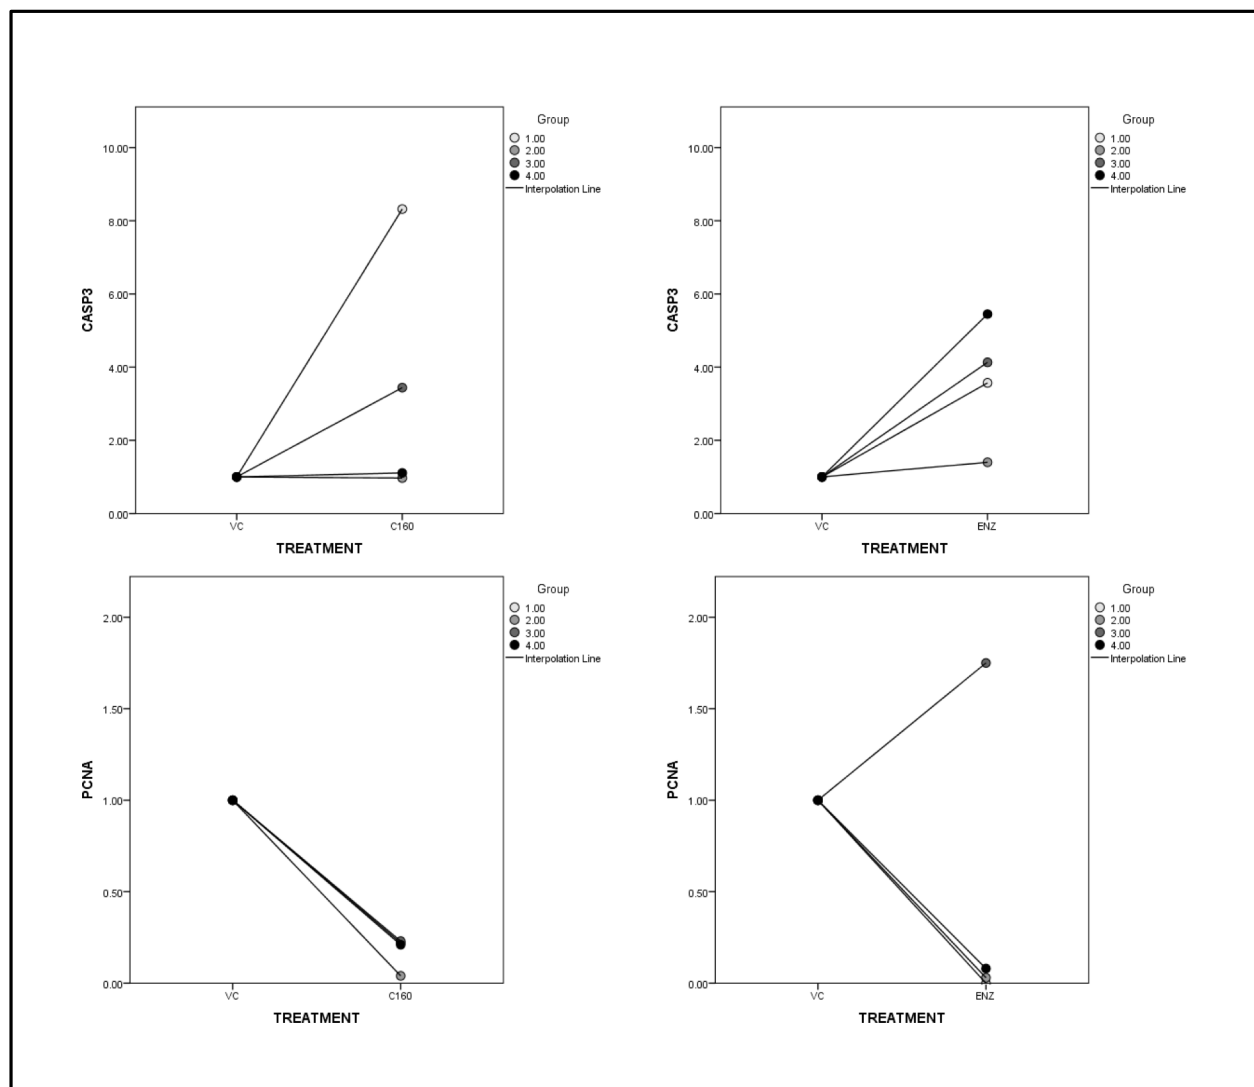 Group
1.00
2.00
3.00
4.00
Interpolation Line
10.00
8.00
6.00
4.00
2.00
0.00
CASP3
VC
C160
TREATMENT
Group
1.00
2.00
3.00
4.00
Interpolation Line
10.00
8.00
6.00
4.00
2.00
0.00
CASP3
VC
ENZ
TREATMENT
Group
1.00
2.00
3.00
4.00
Interpolation Line
2.00
1.50
1.00
0.50
0.00
PCNA
VC
C160
TREATMENT
Group
1.00
2.00
3.00
4.00
Interpolation Line
2.00
1.50
1.00
0.50
0.00
PCNA
VC
ENZ
TREATMENT